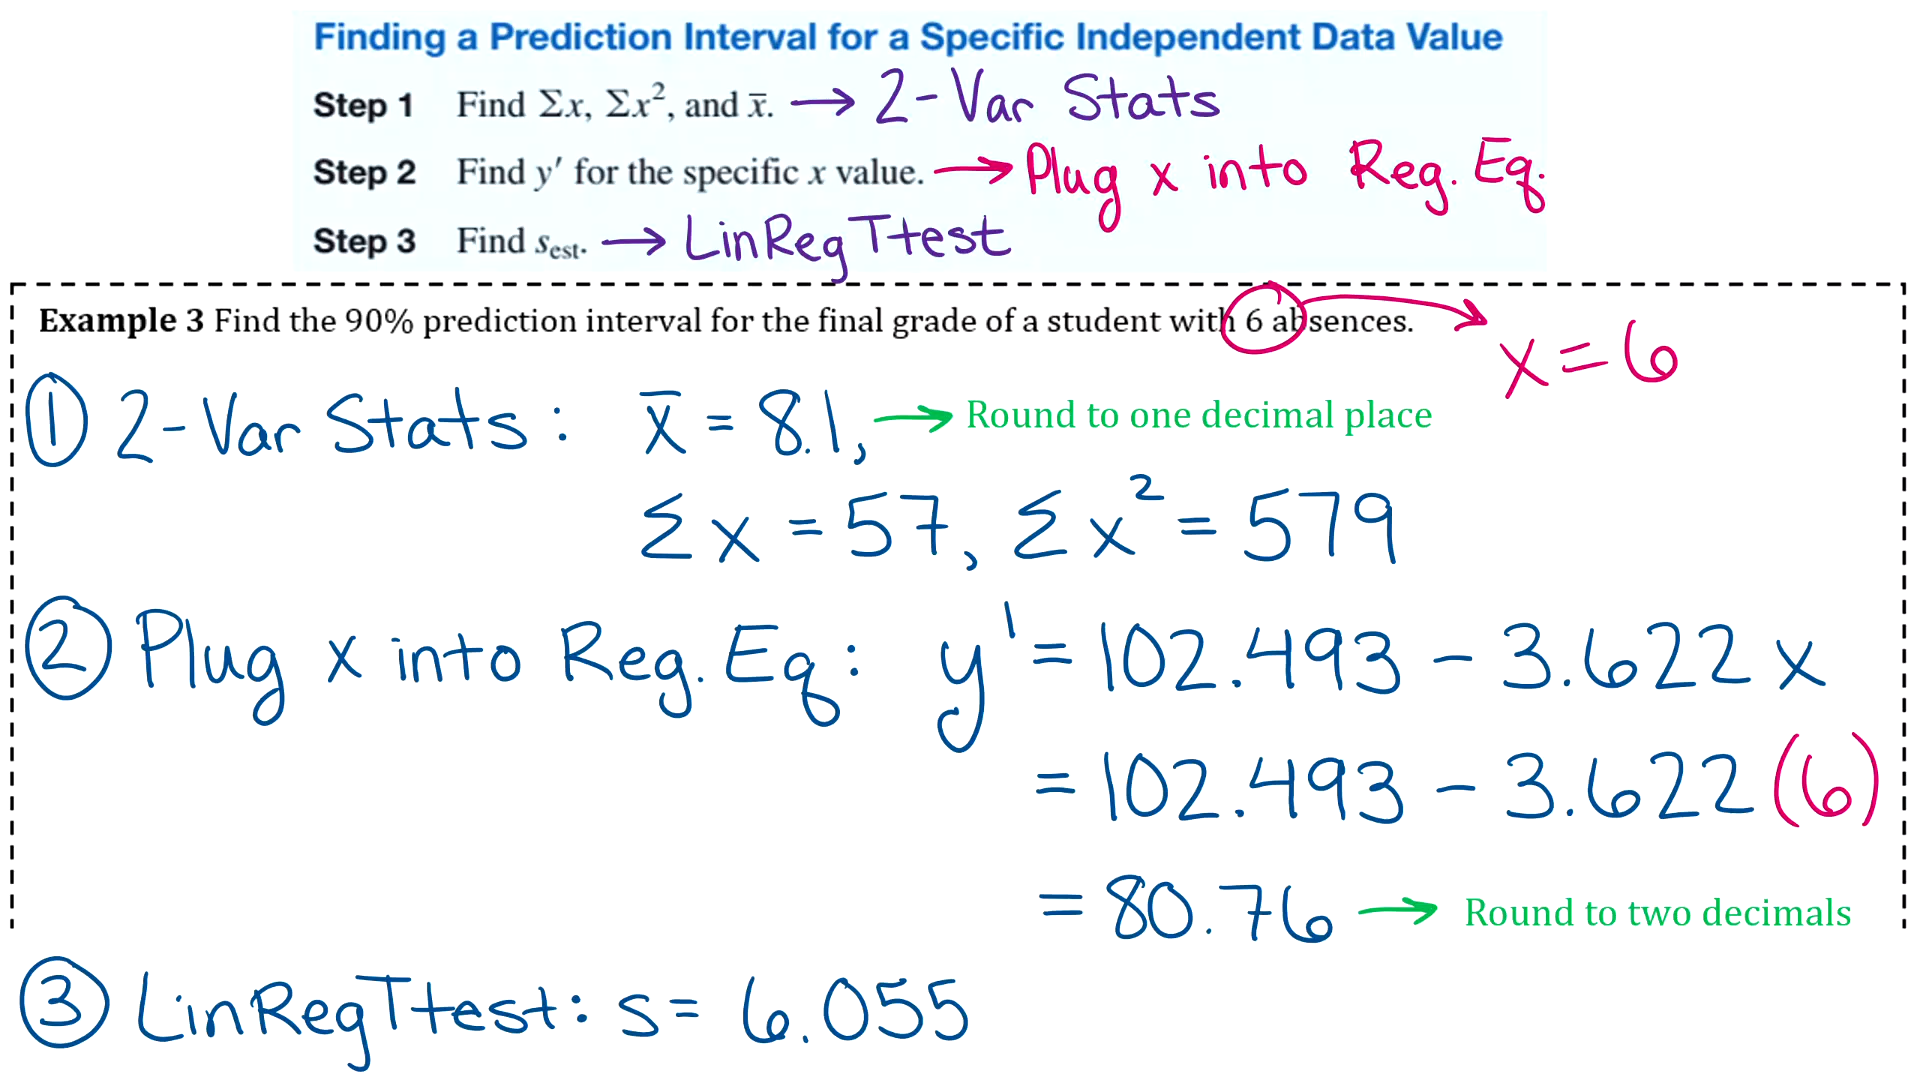 Finding a Prediction Interval for a Specific Independent Data Value
Step 1 Find Σx, Σx², and x̄. → 2-Var Stats
Step 2 Find y′ for the specific x value. → Plug x into Reg. Eq.
Step 3 Find s_est. → LinRegTtest
Example 3 Find the 90% prediction interval for the final grade of a student with 6 absences.
x = 6
① 2-Var Stats : x̄ = 8.1, → Round to one decimal place
Σx = 57, Σx² = 579
② Plug x into Reg. Eq: y' = 102.493 - 3.622x
= 102.493 - 3.622(6)
= 80.76 → Round to two decimals
③ LinRegTtest: s = 6.055